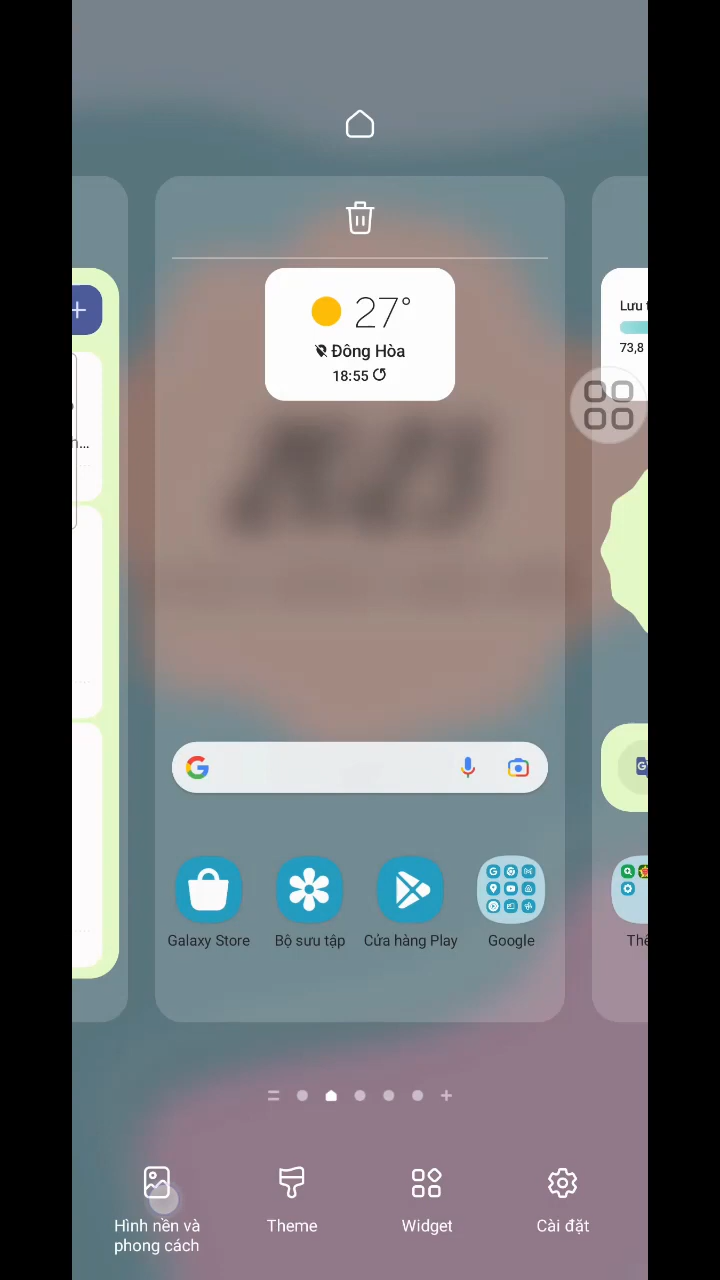 27°
Đông Hòa
18:55
Lưu
73,8
n...
Galaxy Store
Bộ sưu tập
Cửa hàng Play
Google
Hình nền và
phong cách
Theme
Widget
Cài đặt